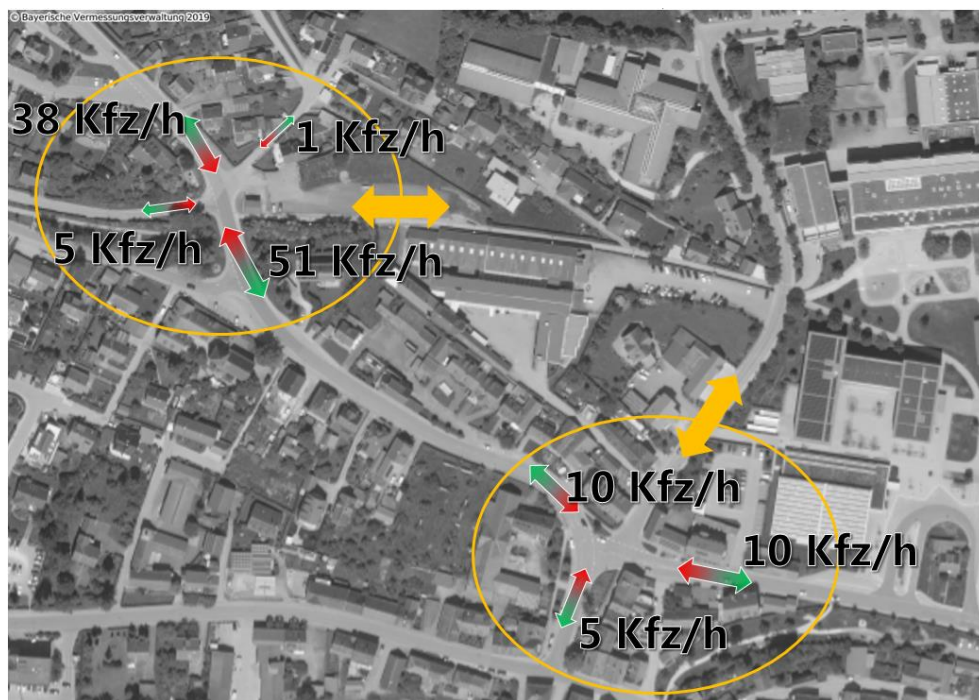 © Bayerische Vermessungsverwaltung 2019
38 Kfz/h
1 Kfz/h
5 Kfz/h
51 Kfz/h
10 Kfz/h
10 Kfz/h
5 Kfz/h